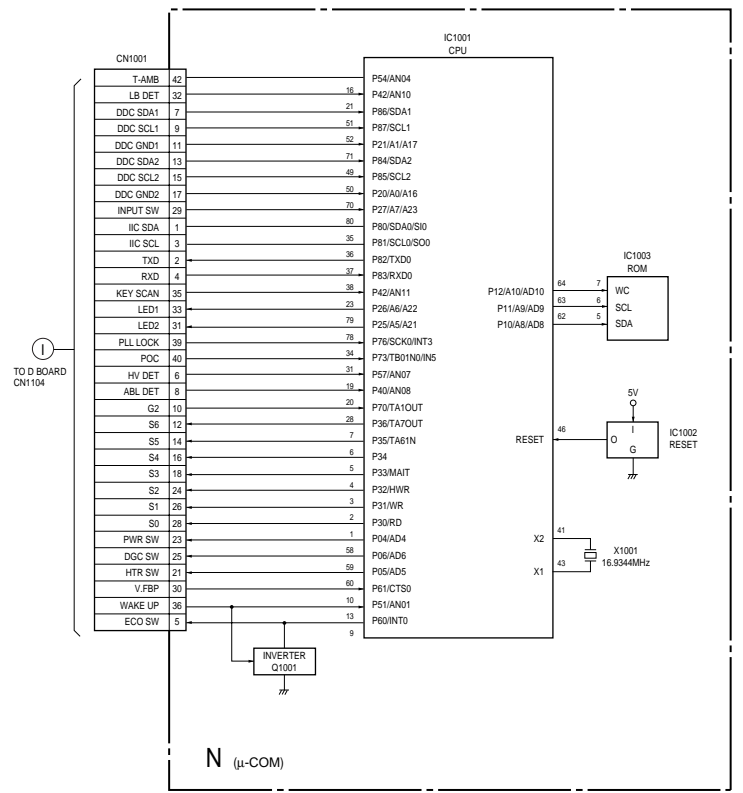 IC1001
CPU
CN1001
T-AMB 42 P54/AN04
LB DET 32 16 P42/AN10
DDC SDA1 7 21 P86/SDA1
DDC SCL1 9 51 P87/SCL1
DDC GND1 11 52 P21/A1/A17
DDC SDA2 13 71 P84/SDA2
DDC SCL2 15 49 P85/SCL2
DDC GND2 17 50 P20/A0/A16
INPUT SW 29 70 P27/A7/A23
IIC SDA 1 80 P80/SDA0/SI0
IIC SCL 3 35 P81/SCL0/SO0
TXD 2 36 P82/TXD0
RXD 4 37 P83/RXD0
KEY SCAN 35 38 P42/AN11
LED1 33 23 P26/A6/A22
LED2 31 79 P25/A5/A21
PLL LOCK 39 78 P76/SCK0/INT3
POC 40 34 P73/TB01N0/IN5
HV DET 6 31 P57/AN07
ABL DET 8 19 P40/AN08
G2 10 20 P70/TA1OUT
S6 12 28 P36/TA7OUT
S5 14 7 P35/TA61N
S4 16 6 P34
S3 18 5 P33/MAIT
S2 24 4 P32/HWR
S1 26 3 P31/WR
S0 28 2 P30/RD
PWR SW 23 1 P04/AD4
DGC SW 25 58 P06/AD6
HTR SW 21 59 P05/AD5
V.FBP 30 60 P61/CTS0
WAKE UP 36 10 P51/AN01
ECO SW 5 13 P60/INT0
9
I
TO D BOARD
CN1104
IC1003
ROM
P12/A10/AD10 64 7 WC
P11/A9/AD9 63 6 SCL
P10/A8/AD8 62 5 SDA
5V
RESET 46 O I G
IC1002
RESET
X2 41
X1 43
X1001
16.9344MHz
INVERTER
Q1001
N (µ-COM)